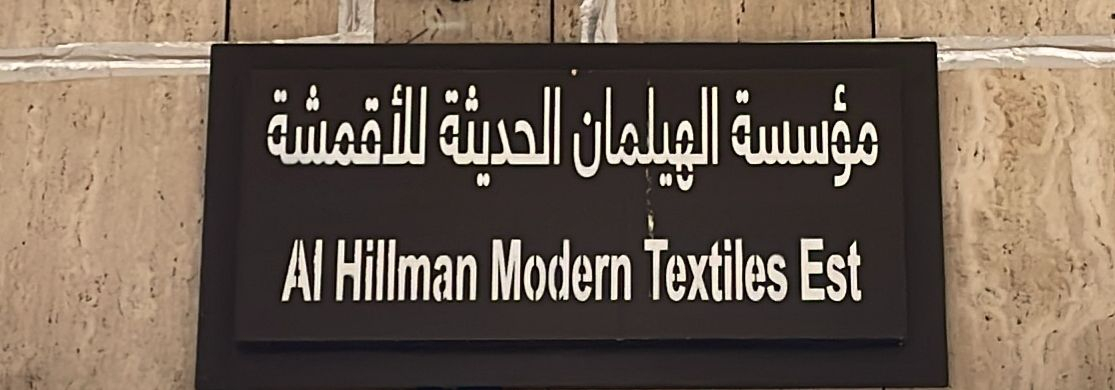 مؤسسة الهيلمان الحديثة للأقمشة
Al Hillman Modern Textiles Est